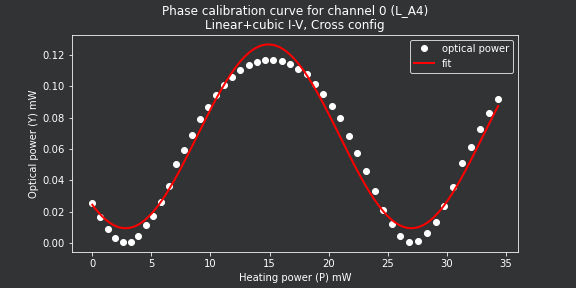 Phase calibration curve for channel 0 (L_A4)
Linear+cubic I-V, Cross config
optical power
fit
Optical power (Y) mW
0.12
0.10
0.08
0.06
0.04
0.02
0.00
0 5 10 15 20 25 30 35
Heating power (P) mW